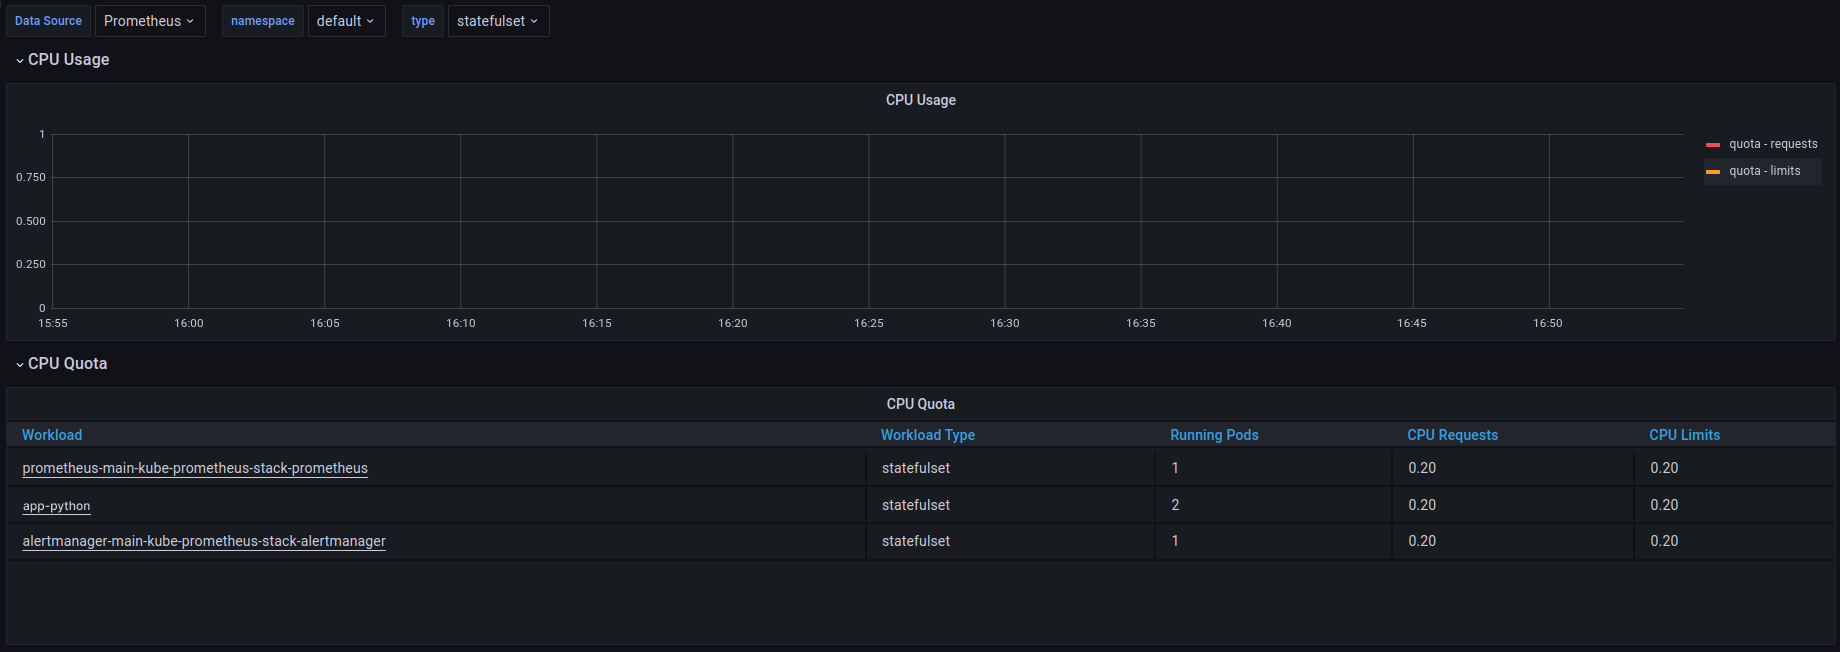 Data Source Prometheus namespace default type statefulset
CPU Usage
CPU Usage
1
0.750
0.500
0.250
0
15:55 16:00 16:05 16:10 16:15 16:20 16:25 16:30 16:35 16:40 16:45 16:50
quota - requests
quota - limits
CPU Quota
CPU Quota
Workload Workload Type Running Pods CPU Requests CPU Limits
prometheus-main-kube-prometheus-stack-prometheus statefulset 1 0.20 0.20
app-python statefulset 2 0.20 0.20
alertmanager-main-kube-prometheus-stack-alertmanager statefulset 1 0.20 0.20